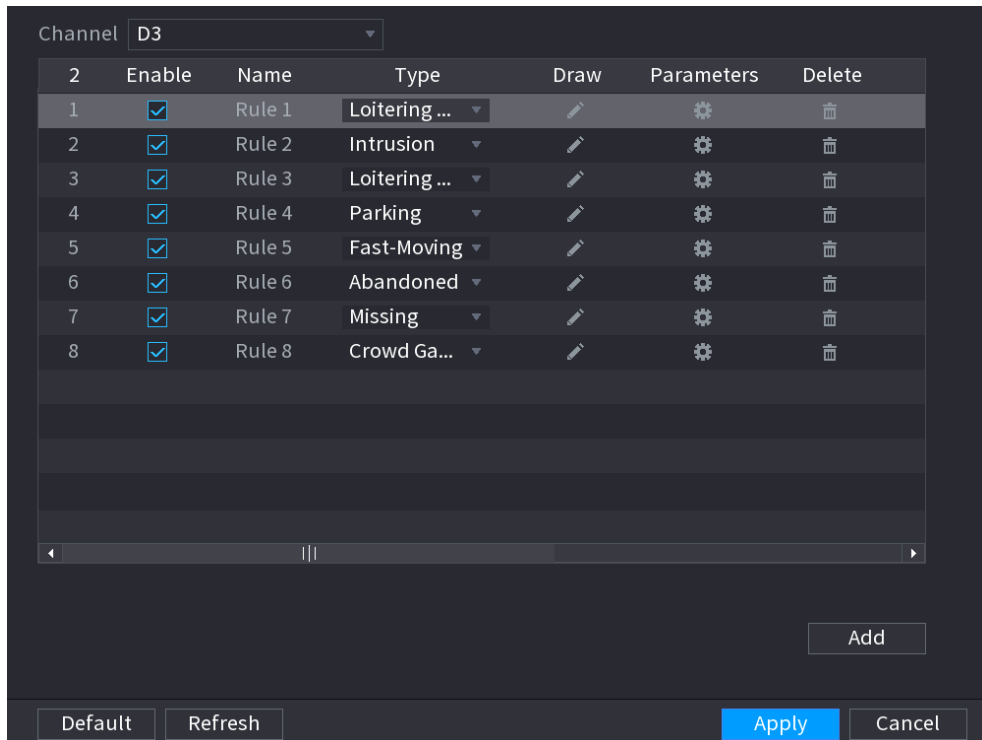 Channel D3
2 Enable Name Type Draw Parameters Delete
1 Rule 1 Loitering ...
2 Rule 2 Intrusion
3 Rule 3 Loitering ...
4 Rule 4 Parking
5 Rule 5 Fast-Moving
6 Rule 6 Abandoned
7 Rule 7 Missing
8 Rule 8 Crowd Ga...
Add
Default Refresh Apply Cancel